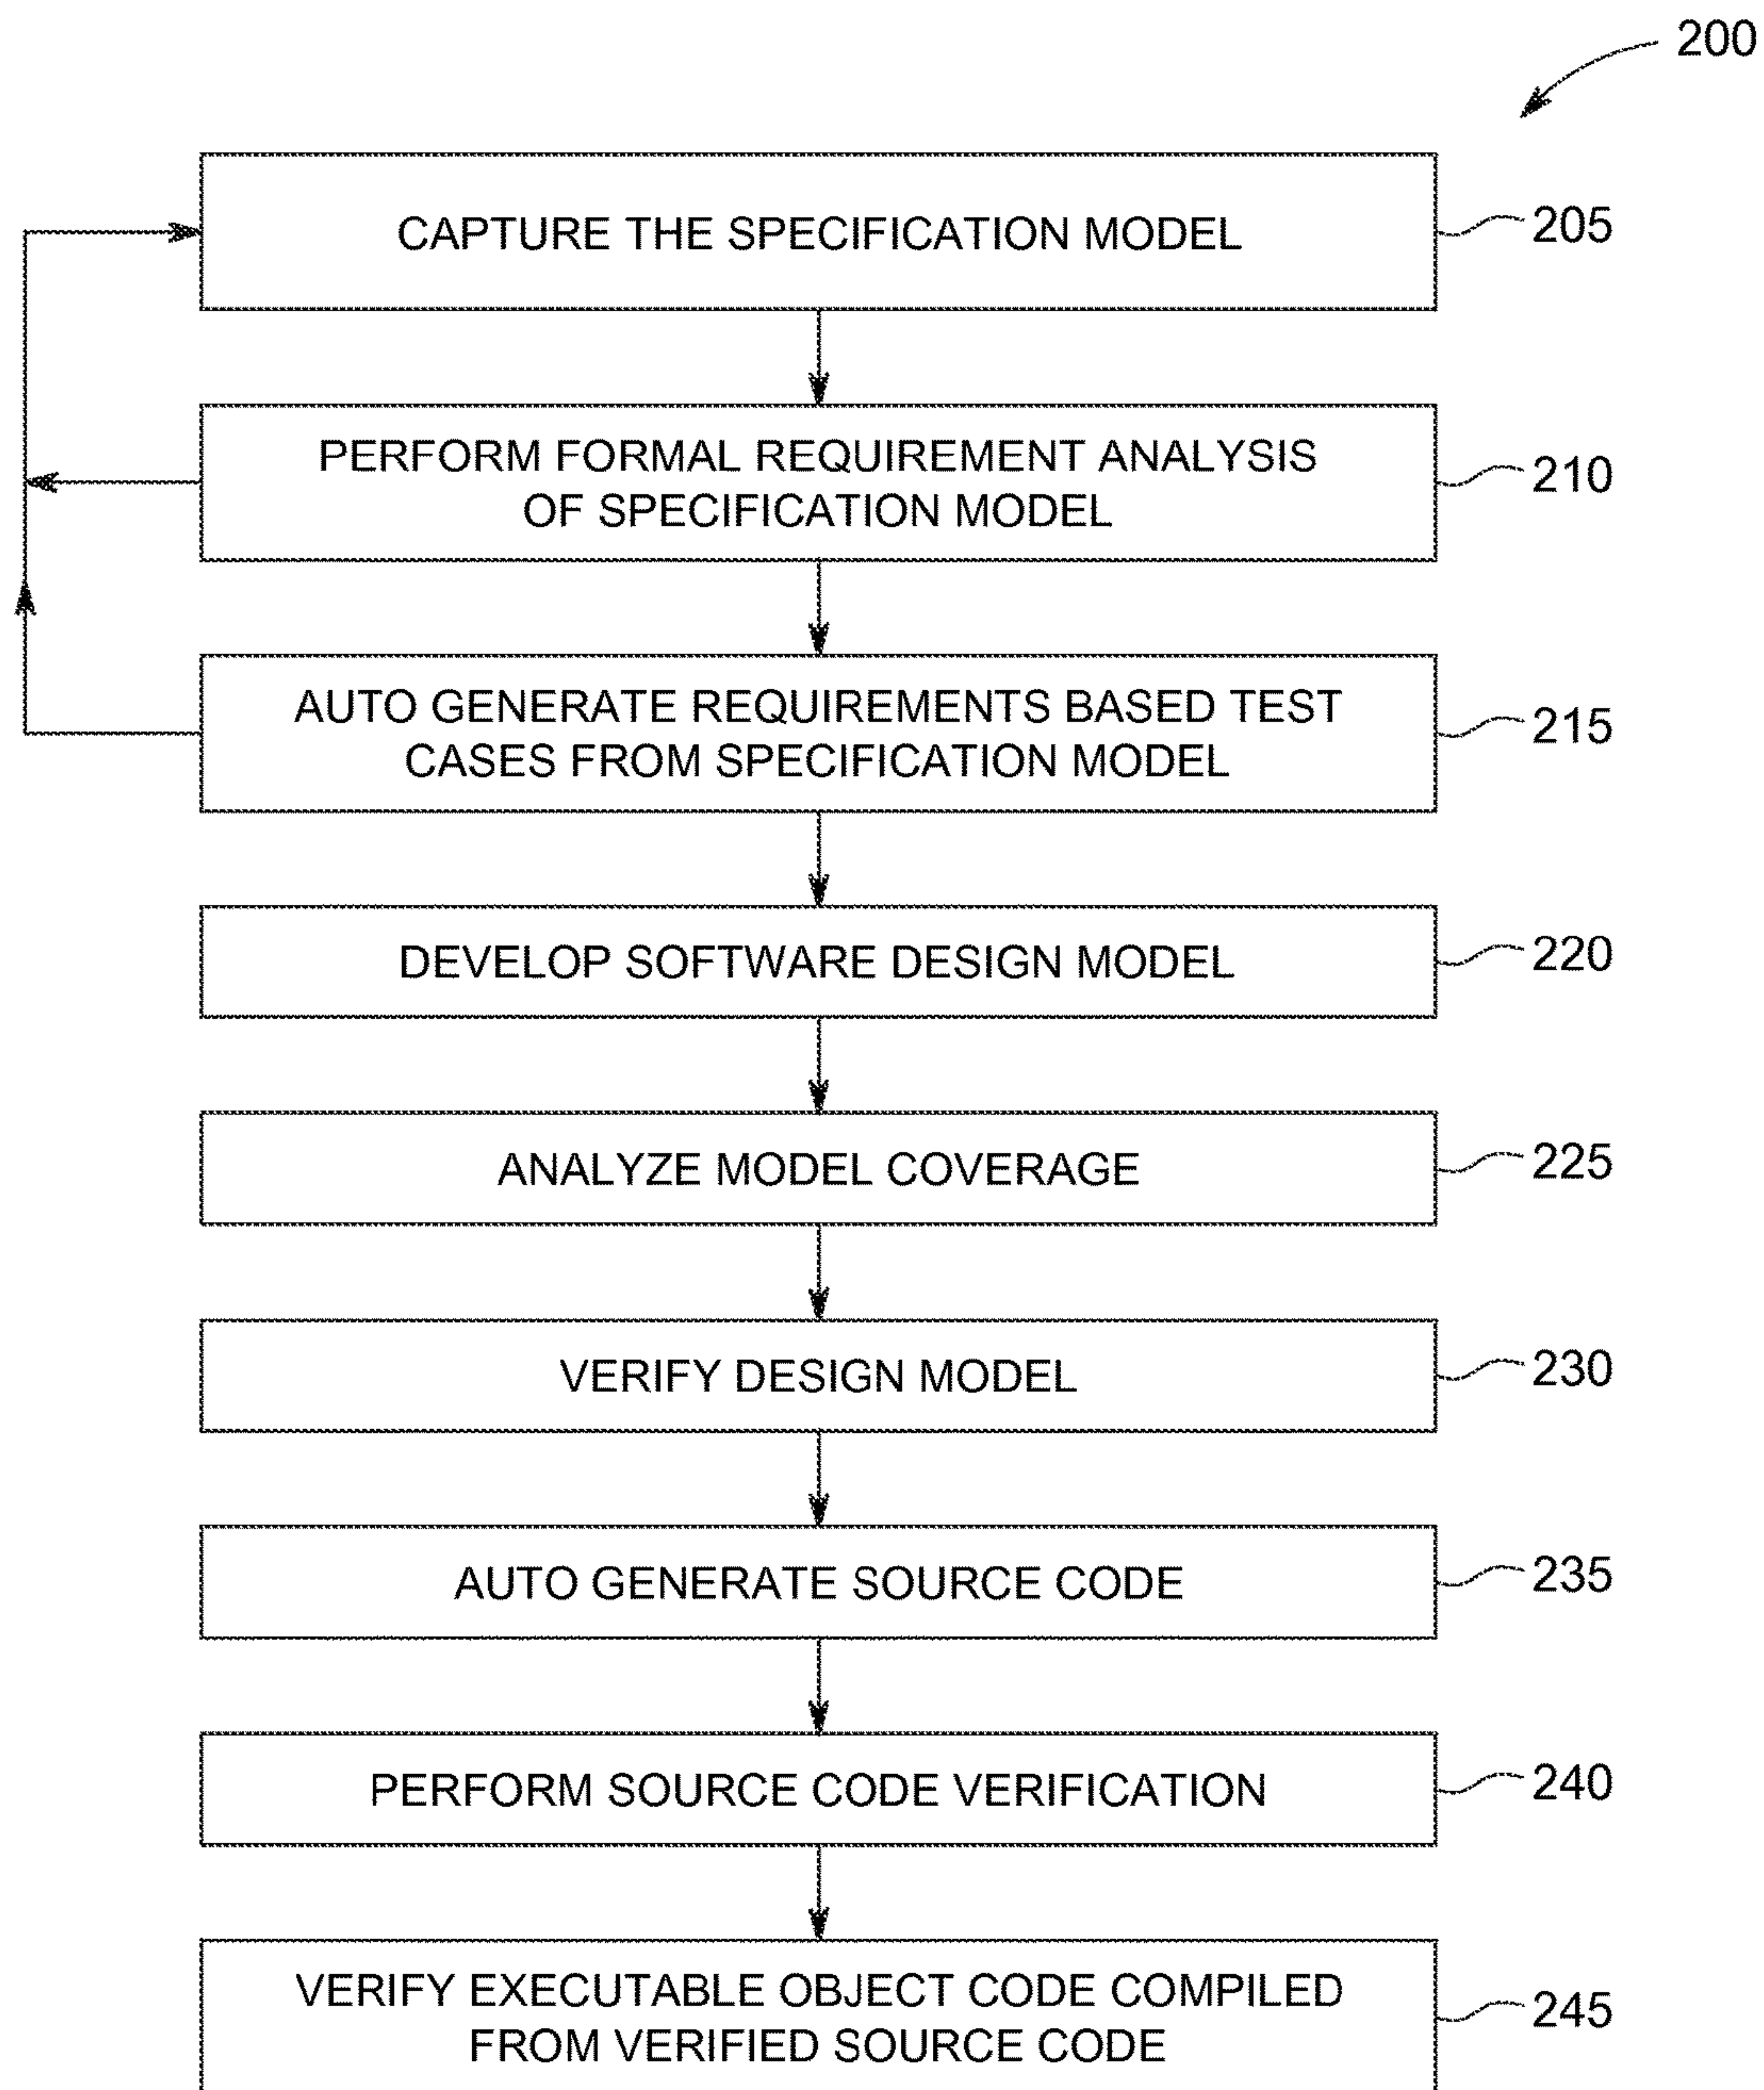 200
CAPTURE THE SPECIFICATION MODEL
205
PERFORM FORMAL REQUIREMENT ANALYSIS
OF SPECIFICATION MODEL
210
AUTO GENERATE REQUIREMENTS BASED TEST
CASES FROM SPECIFICATION MODEL
215
DEVELOP SOFTWARE DESIGN MODEL
220
ANALYZE MODEL COVERAGE
225
VERIFY DESIGN MODEL
230
AUTO GENERATE SOURCE CODE
235
PERFORM SOURCE CODE VERIFICATION
240
VERIFY EXECUTABLE OBJECT CODE COMPILED
FROM VERIFIED SOURCE CODE
245